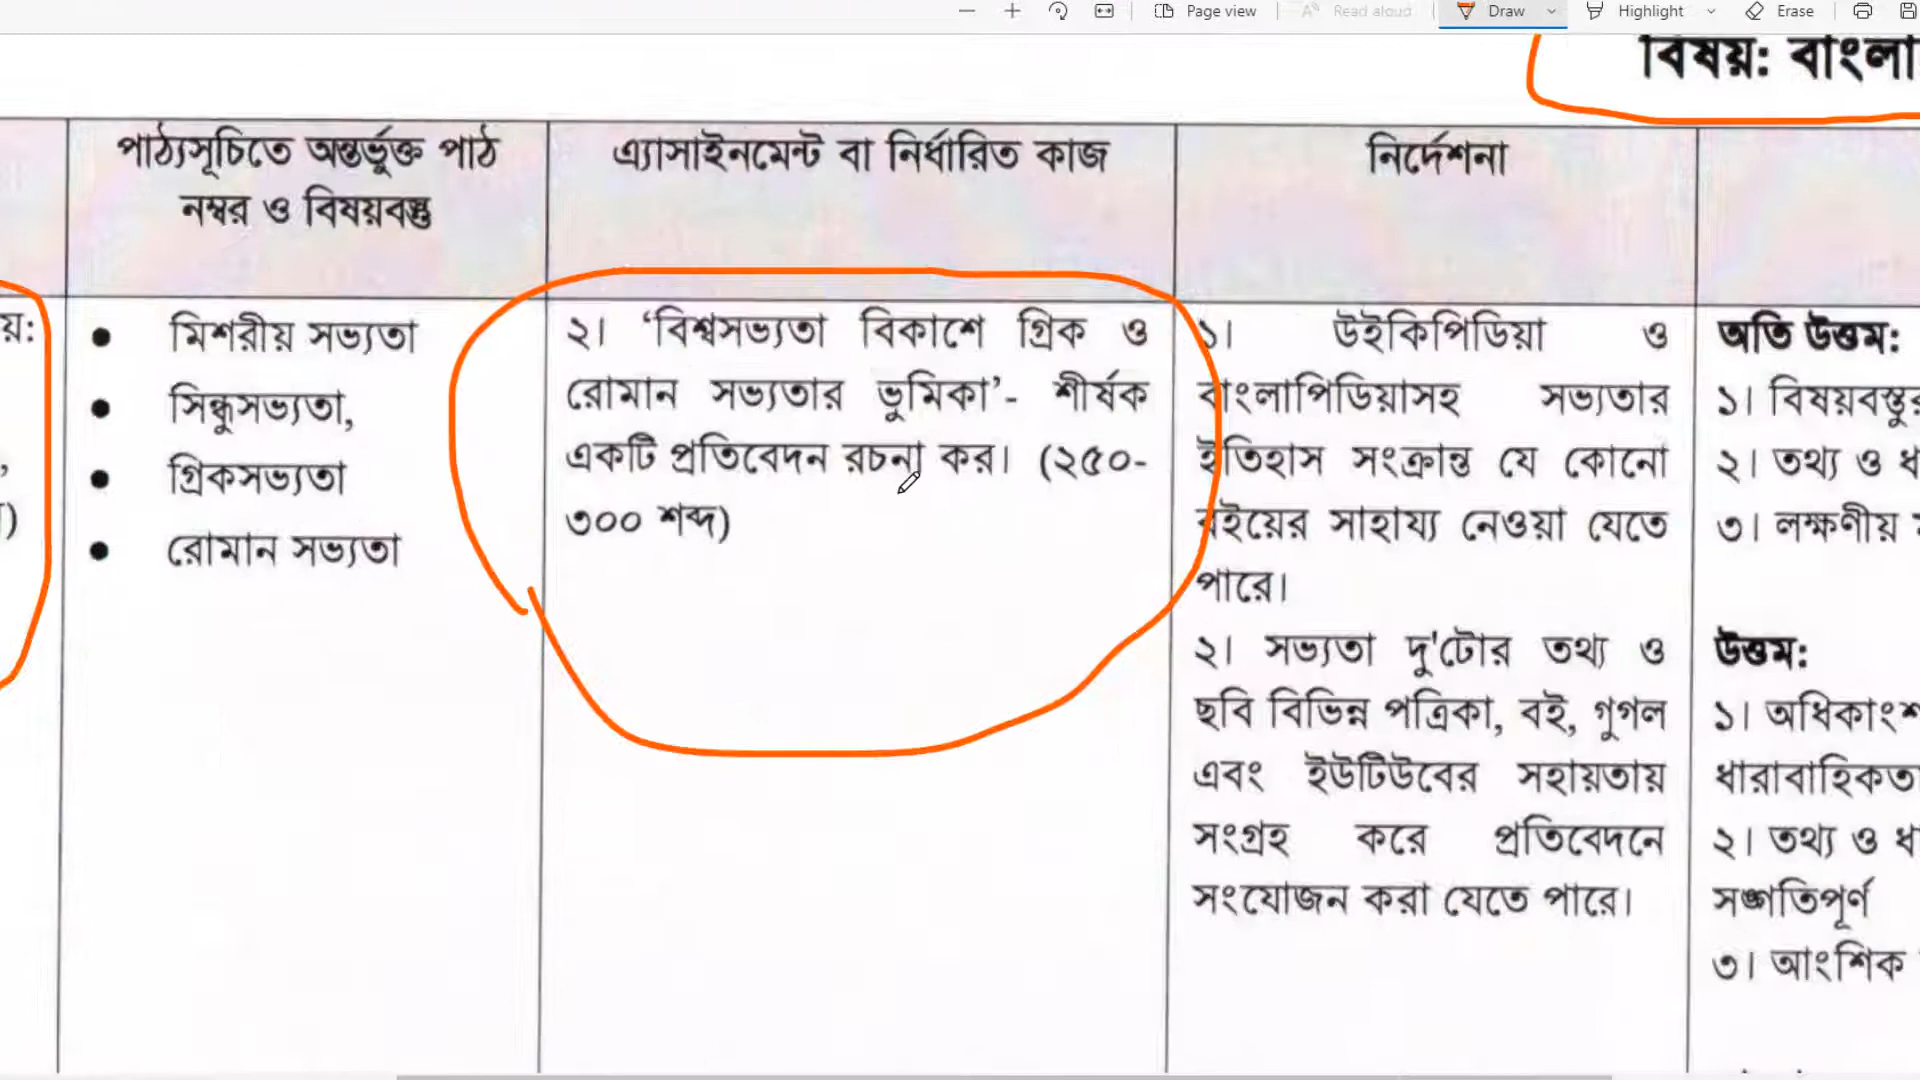 Page view
Read aloud
Draw
Highlight
Erase
বিষয়: বাংলা
পাঠ্যসূচিতে অন্তর্ভুক্ত পাঠ
নম্বর ও বিষয়বস্তু
এ্যাসাইনমেন্ট বা নির্ধারিত কাজ
নির্দেশনা
য়:
• মিশরীয় সভ্যতা
• সিন্ধুসভ্যতা,
• গ্রিকসভ্যতা
• রোমান সভ্যতা
২। ‘বিশ্বসভ্যতা বিকাশে গ্রিক ও
রোমান সভ্যতার ভুমিকা’- শীর্ষক
একটি প্রতিবেদন রচনা কর। (২৫০-
৩০০ শব্দ)
১। উইকিপিডিয়া ও
বাংলাপিডিয়াসহ সভ্যতার
ইতিহাস সংক্রান্ত যে কোনো
বইয়ের সাহায্য নেওয়া যেতে
পারে।
২। সভ্যতা দু'টোর তথ্য ও
ছবি বিভিন্ন পত্রিকা, বই, গুগল
এবং ইউটিউবের সহায়তায়
সংগ্রহ করে প্রতিবেদনে
সংযোজন করা যেতে পারে।
অতি উত্তম:
১। বিষয়বস্তুর
২। তথ্য ও
৩। লক্ষণীয়
উত্তম:
১। অধিকাংশ
ধারাবাহিকতা
২। তথ্য ও
সঙ্গতিপূর্ণ
৩। আংশিক